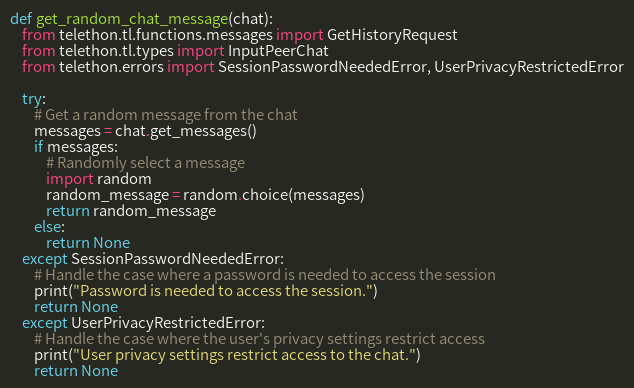 def get_random_chat_message(chat):
    from telethon.tl.functions.messages import GetHistoryRequest
    from telethon.tl.types import InputPeerChat
    from telethon.errors import SessionPasswordNeededError, UserPrivacyRestrictedError

    try:
        # Get a random message from the chat
        messages = chat.get_messages()
        if messages:
            # Randomly select a message
            import random
            random_message = random.choice(messages)
            return random_message
        else:
            return None
    except SessionPasswordNeededError:
        # Handle the case where a password is needed to access the session
        print("Password is needed to access the session.")
        return None
    except UserPrivacyRestrictedError:
        # Handle the case where the user's privacy settings restrict access
        print("User privacy settings restrict access to the chat.")
        return None